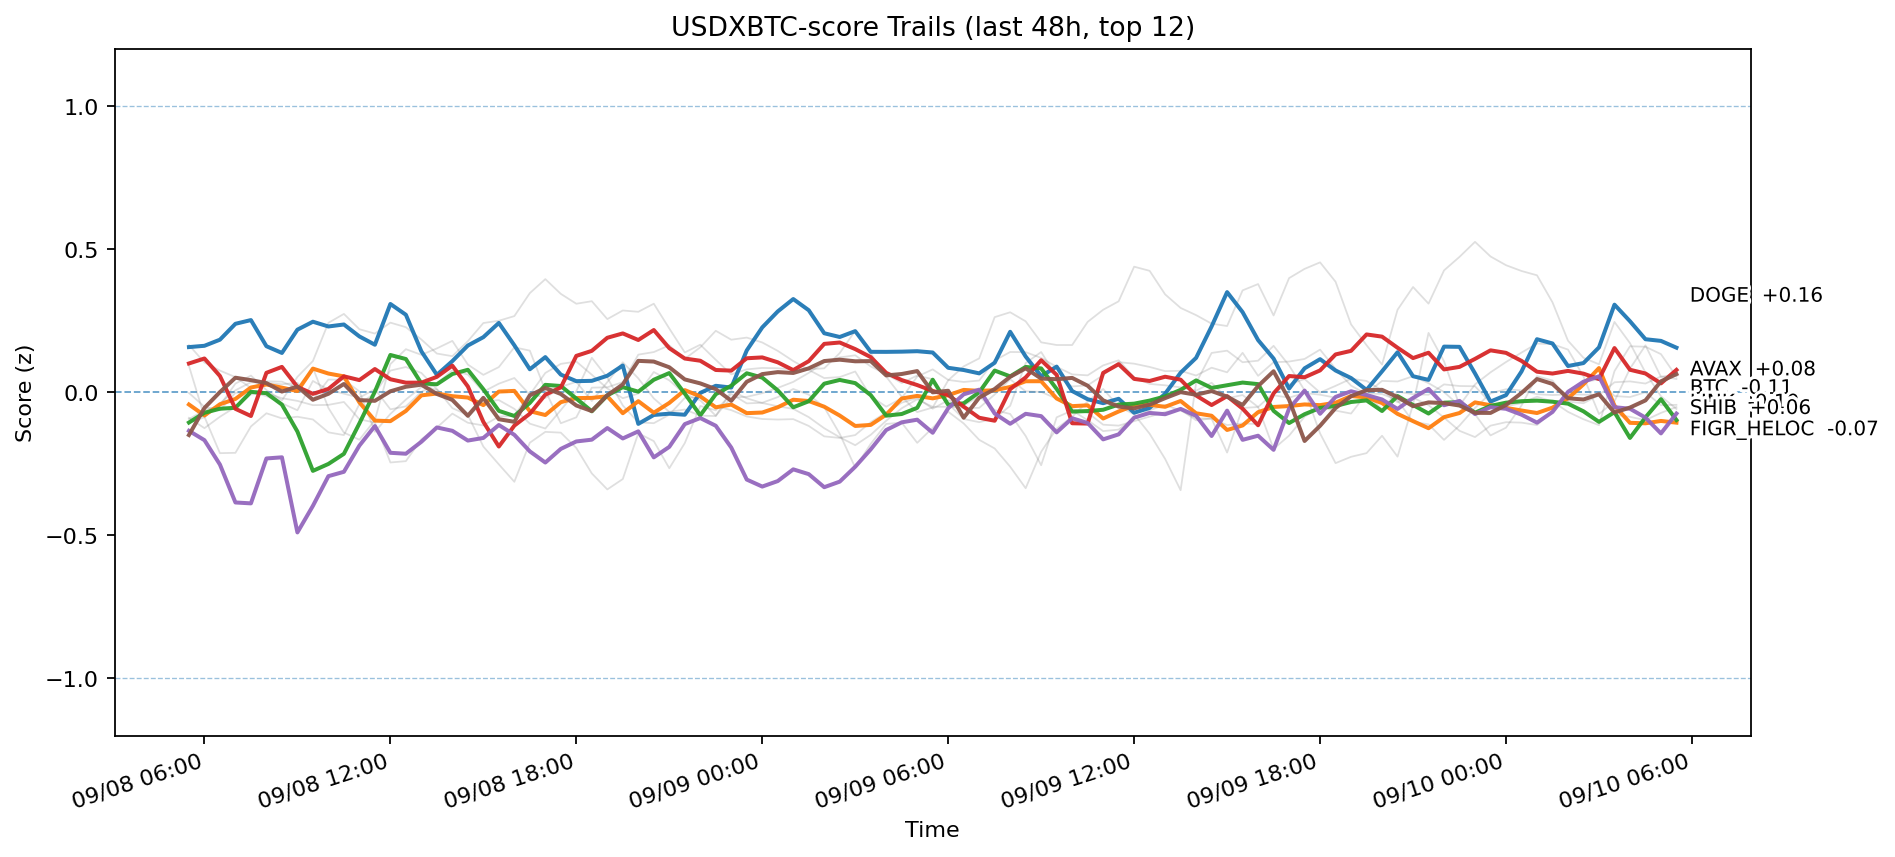 USDXBTC-score Trails (last 48h, top 12)
Score (z)
1.0
0.5
0.0
−0.5
−1.0
DOGE +0.16
AVAX +0.08
BTC -0.11
SHIB +0.06
FIGR_HELOC -0.07
09/08 06:00
09/08 12:00
09/08 18:00
09/09 00:00
09/09 06:00
09/09 12:00
09/09 18:00
09/10 00:00
09/10 06:00
Time